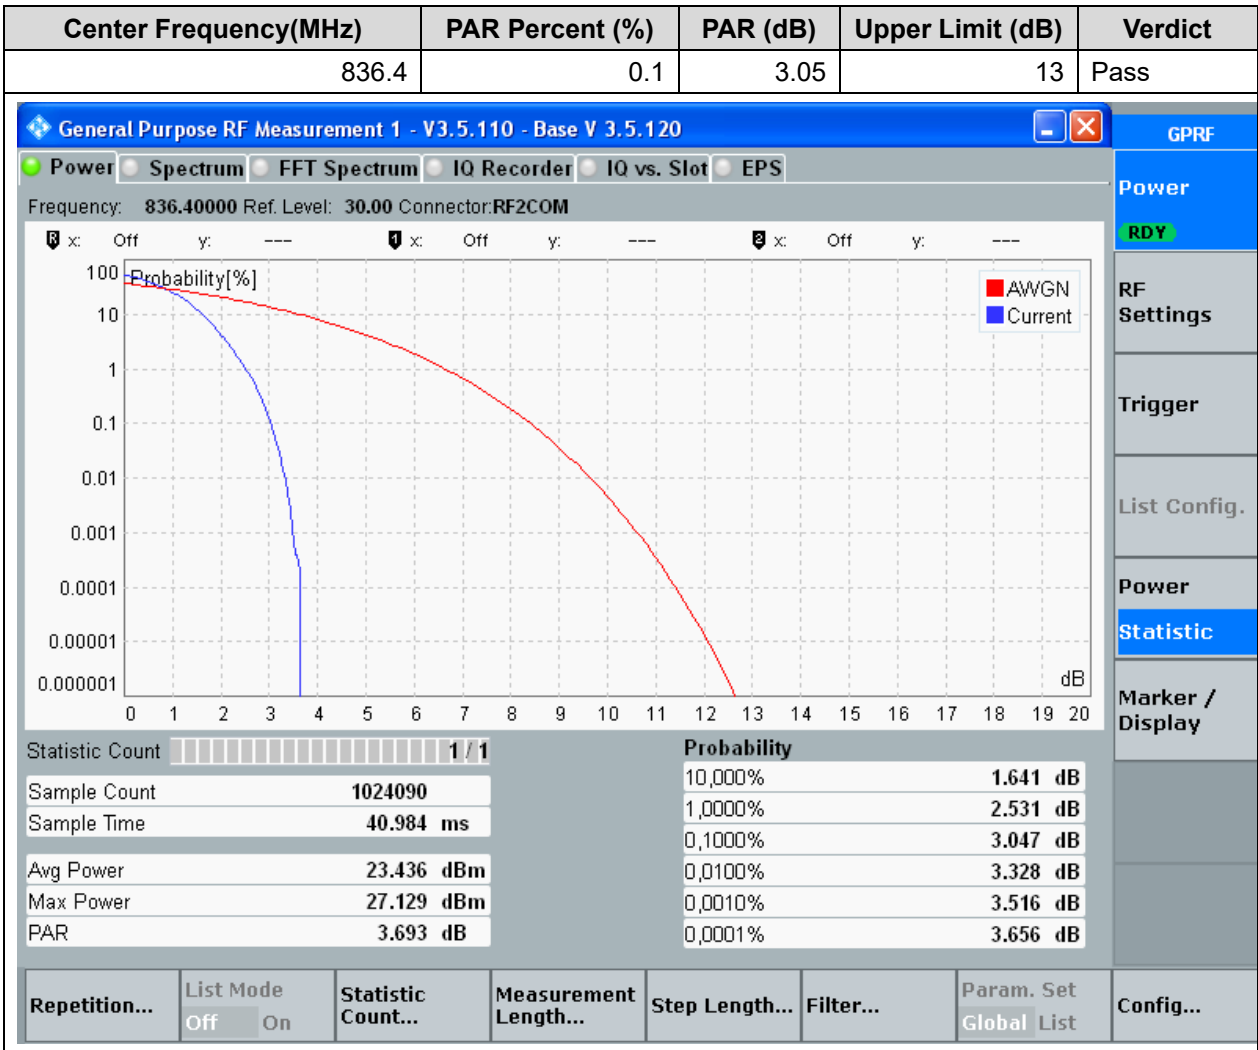 Center Frequency(MHz) PAR Percent (%) PAR (dB) Upper Limit (dB) Verdict
836.4 0.1 3.05 13 Pass
General Purpose RF Measurement 1 - V3.5.110 - Base V 3.5.120
GPRF
Power Spectrum FFT Spectrum IQ Recorder IQ vs. Slot EPS
Power
RDY
Frequency: 836.40000 Ref. Level: 30.00 Connector:RF2COM
R x: Off y: --- 1 x: Off y: --- 2 x: Off y: ---
Probability[%]
AWGN
Current
100
10
1
0.1
0.01
0.001
0.0001
0.00001
0.000001
dB
0 1 2 3 4 5 6 7 8 9 10 11 12 13 14 15 16 17 18 19 20
RF
Settings
Trigger
List Config.
Power
Statistic
Marker /
Display
Statistic Count 1 / 1
Sample Count 1024090
Sample Time 40.984 ms
Avg Power 23.436 dBm
Max Power 27.129 dBm
PAR 3.693 dB
Probability
10,000% 1.641 dB
1,0000% 2.531 dB
0,1000% 3.047 dB
0,0100% 3.328 dB
0,0010% 3.516 dB
0,0001% 3.656 dB
Repetition...
List Mode
Off On
Statistic
Count...
Measurement
Length...
Step Length...
Filter...
Param. Set
Global List
Config...